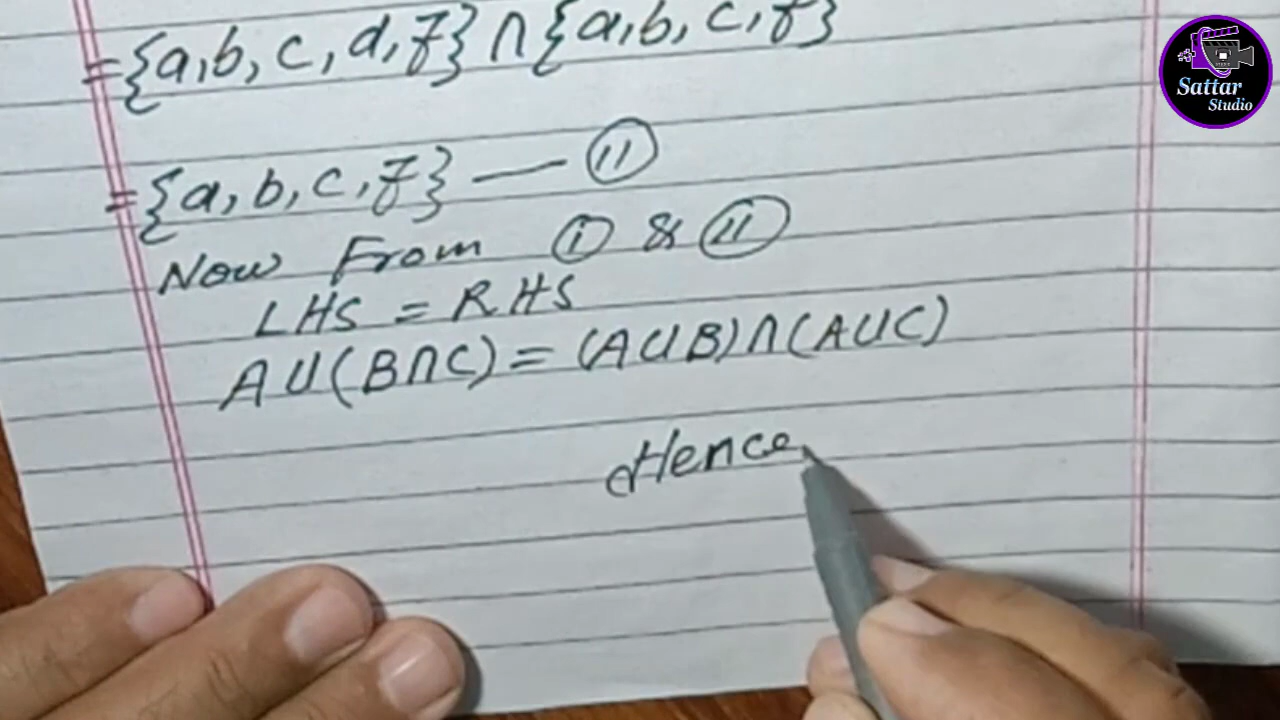 = {a, b, c, d, f} ∩ {a, b, c, f}
= {a, b, c, f} — (ii)
Now From (i) & (ii)
LHS = RHS
A∪(B∩C) = (A∪B)∩(A∪C)
Hence
Sattar
Studio